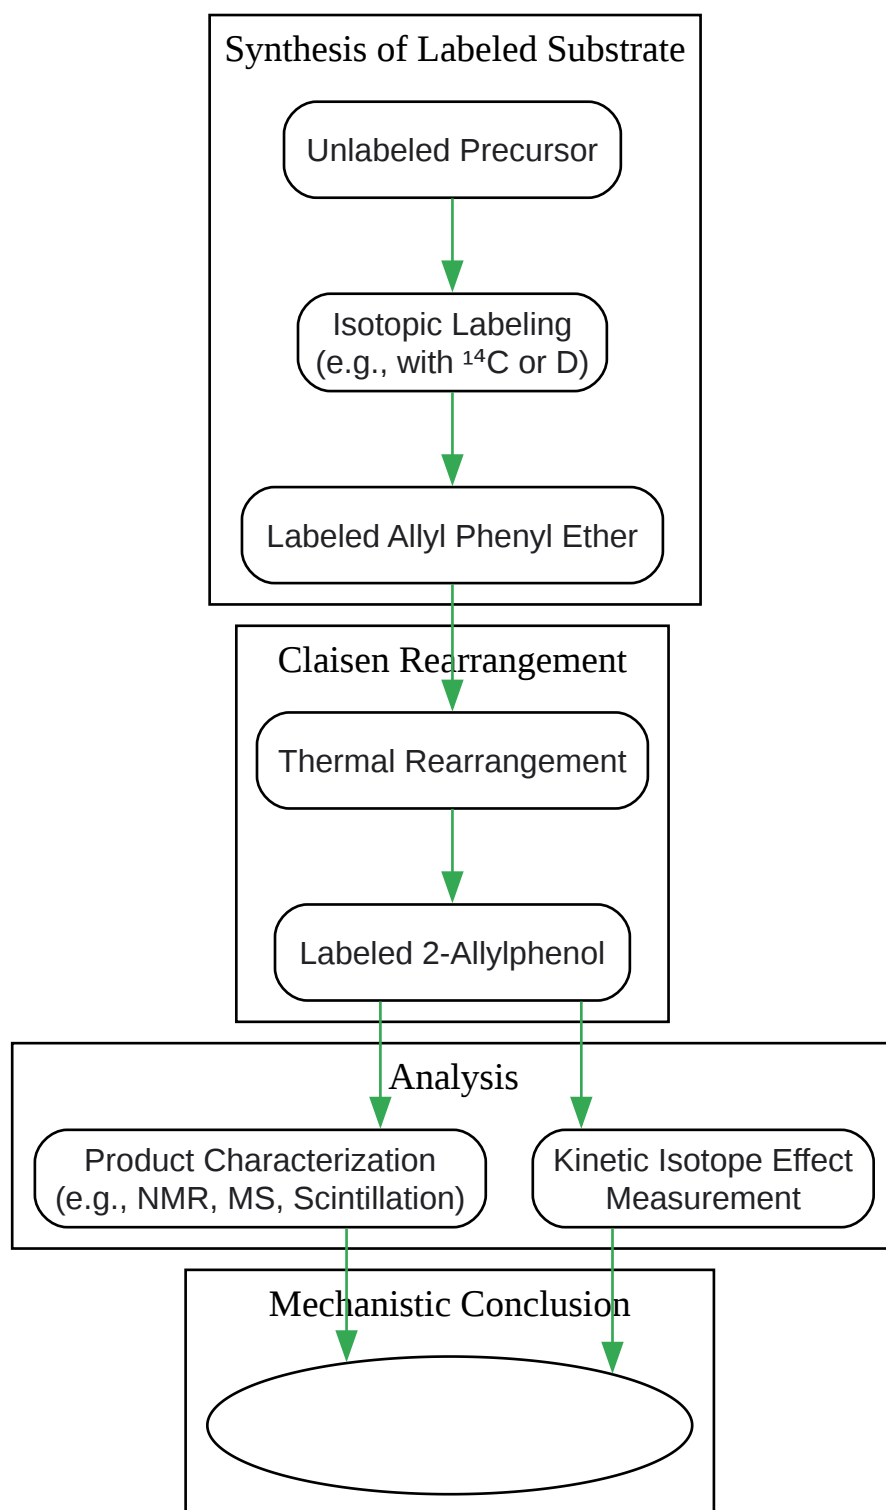 Synthesis of Labeled Substrate
Unlabeled Precursor
Isotopic Labeling
(e.g., with ¹⁴C or D)
Labeled Allyl Phenyl Ether
Claisen Rearrangement
Thermal Rearrangement
Labeled 2-Allylphenol
Analysis
Product Characterization
(e.g., NMR, MS, Scintillation)
Kinetic Isotope Effect
Measurement
Mechanistic Conclusion